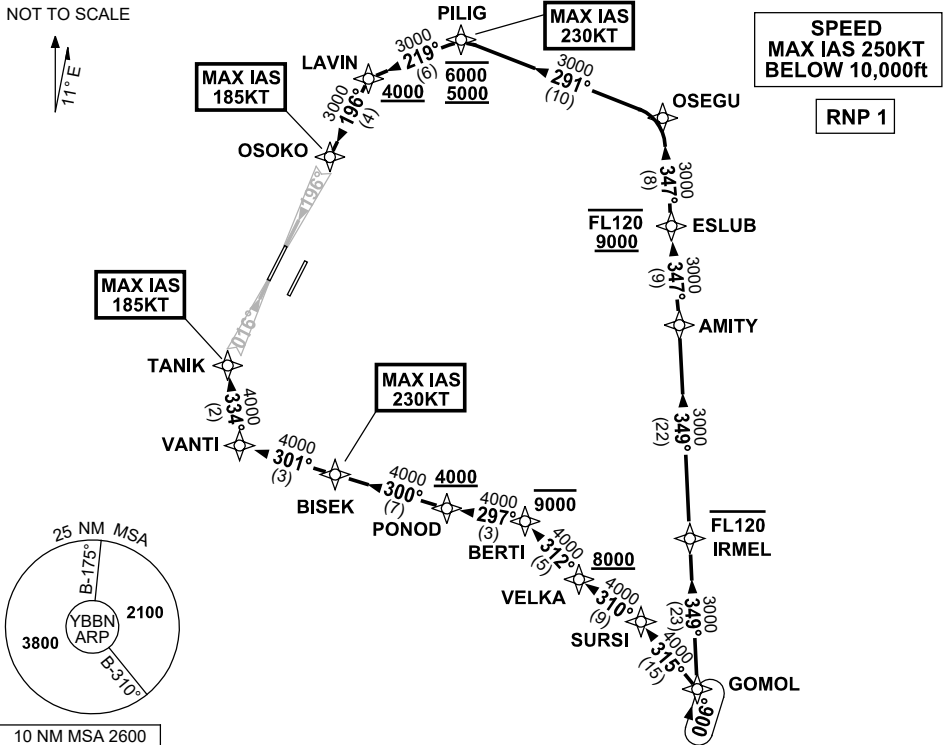 NOT TO SCALE
11° E
PILIG
MAX IAS
230KT
SPEED
MAX IAS 250KT
BELOW 10,000ft
RNP 1
LAVIN
3000
219°
(6)
4000
6000
5000
3000
291°
(10)
OSEGU
MAX IAS
185KT
3000
196°
(4)
OSOKO
196°
3000
347°
(8)
FL120
9000
ESLUB
3000
347°
(9)
AMITY
MAX IAS
185KT
016°
TANIK
4000
334°
(2)
VANTI
MAX IAS
230KT
4000
301°
(3)
BISEK
4000
300°
(7)
PONOD
4000
4000
297°
(3)
BERTI
9000
4000
312°
(5)
VELKA
8000
4000
310°
(9)
SURSI
4000
315°
(15)
3000
349°
(22)
FL120
IRMEL
3000
349°
(23)
GOMOL
009°
25 NM MSA
B-175°
2100
YBBN
ARP
3800
B-310°
10 NM MSA 2600